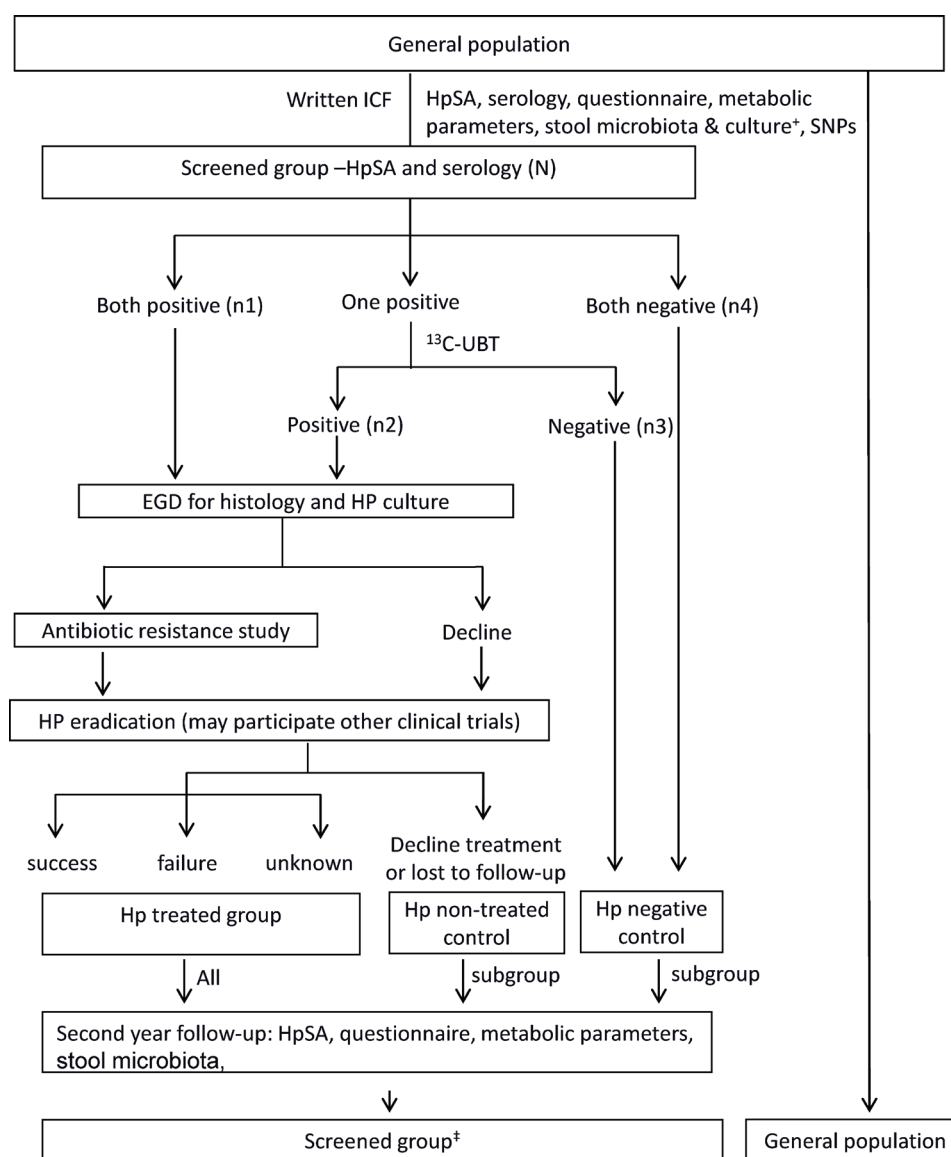 General population
Written ICF
HpSA, serology, questionnaire, metabolic
parameters, stool microbiota & culture⁺, SNPs
Screened group –HpSA and serology (N)
Both positive (n1)
One positive
Both negative (n4)
¹³C-UBT
Positive (n2)
Negative (n3)
EGD for histology and HP culture
Antibiotic resistance study
Decline
HP eradication (may participate other clinical trials)
success
failure
unknown
Decline treatment
or lost to follow-up
Hp treated group
Hp non-treated
control
Hp negative
control
All
subgroup
subgroup
Second year follow-up: HpSA, questionnaire, metabolic parameters,
stool microbiota,
Screened group‡
General population